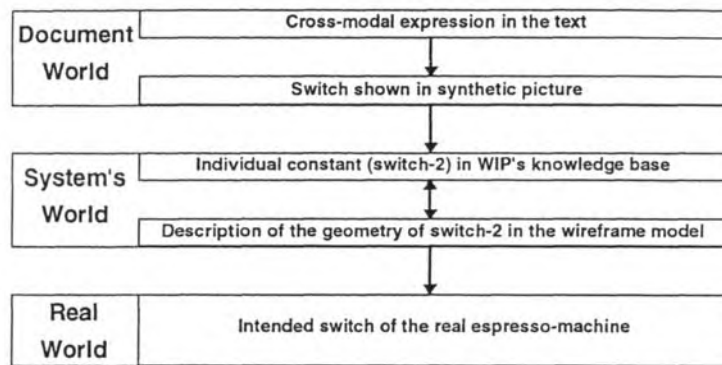 Document
World
Cross-modal expression in the text
Switch shown in synthetic picture
System's
World
Individual constant (switch-2) in WIP's knowledge base
Description of the geometry of switch-2 in the wireframe model
Real
World
Intended switch of the real espresso-machine